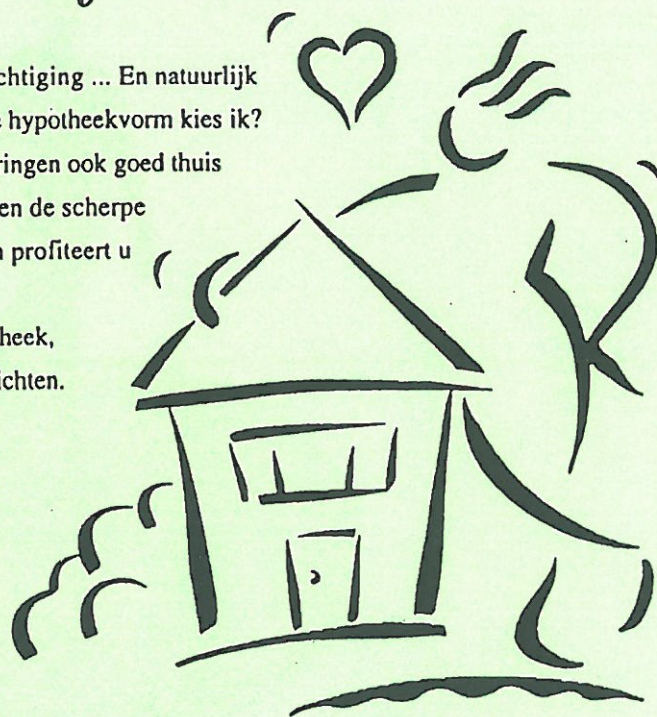 chtiging ... En natuurlijk
hypotheekvorm kies ik?
ringen ook goed thuis
en de scherpe
profiteert u
heek,
ichten.